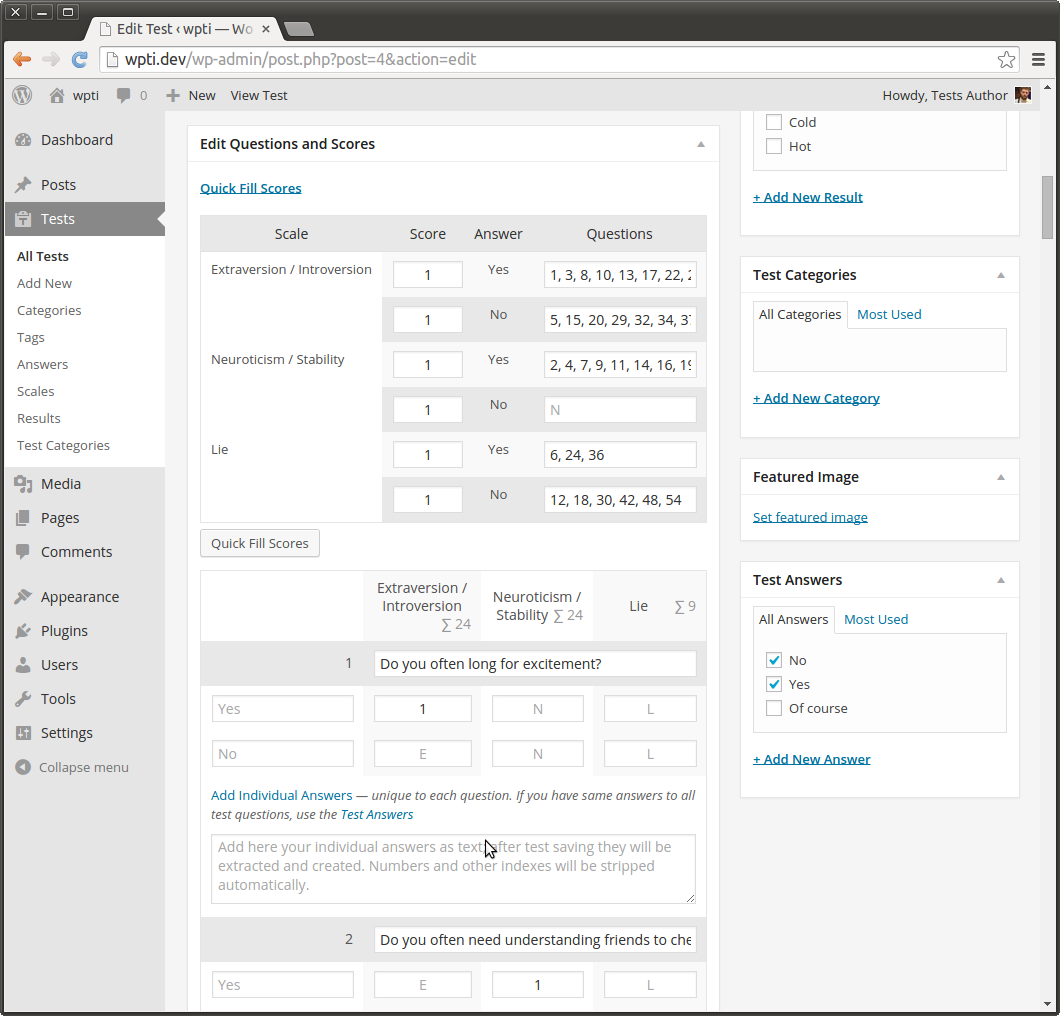 Edit Test ‹ wpti — Wo
wpti.dev/wp-admin/post.php?post=4&action=edit
wpti 0 New View Test Howdy, Tests Author
Dashboard
Posts
Tests
All Tests
Add New
Categories
Tags
Answers
Scales
Results
Test Categories
Media
Pages
Comments
Appearance
Plugins
Users
Tools
Settings
Collapse menu
Edit Questions and Scores
Quick Fill Scores
Scale Score Answer Questions
Extraversion / Introversion 1 Yes 1, 3, 8, 10, 13, 17, 22,
1 No 5, 15, 20, 29, 32, 34,
Neuroticism / Stability 1 Yes 2, 4, 7, 9, 11, 14, 16,
1 No N
Lie 1 Yes 6, 24, 36
1 No 12, 18, 30, 42, 48, 54
Quick Fill Scores
Extraversion /
Introversion
∑ 24
Neuroticism /
Stability ∑ 24
Lie ∑ 9
1 Do you often long for excitement?
Yes 1 N L
No E N L
Add Individual Answers — unique to each question. If you have same answers to all
test questions, use the Test Answers
Add here your individual answers as text, after test saving they will be
extracted and created. Numbers and other indexes will be stripped
automatically.
2 Do you often need understanding friends to che
Yes E 1 L
Cold
Hot
+ Add New Result
Test Categories
All Categories Most Used
+ Add New Category
Featured Image
Set featured image
Test Answers
All Answers Most Used
No
Yes
Of course
+ Add New Answer